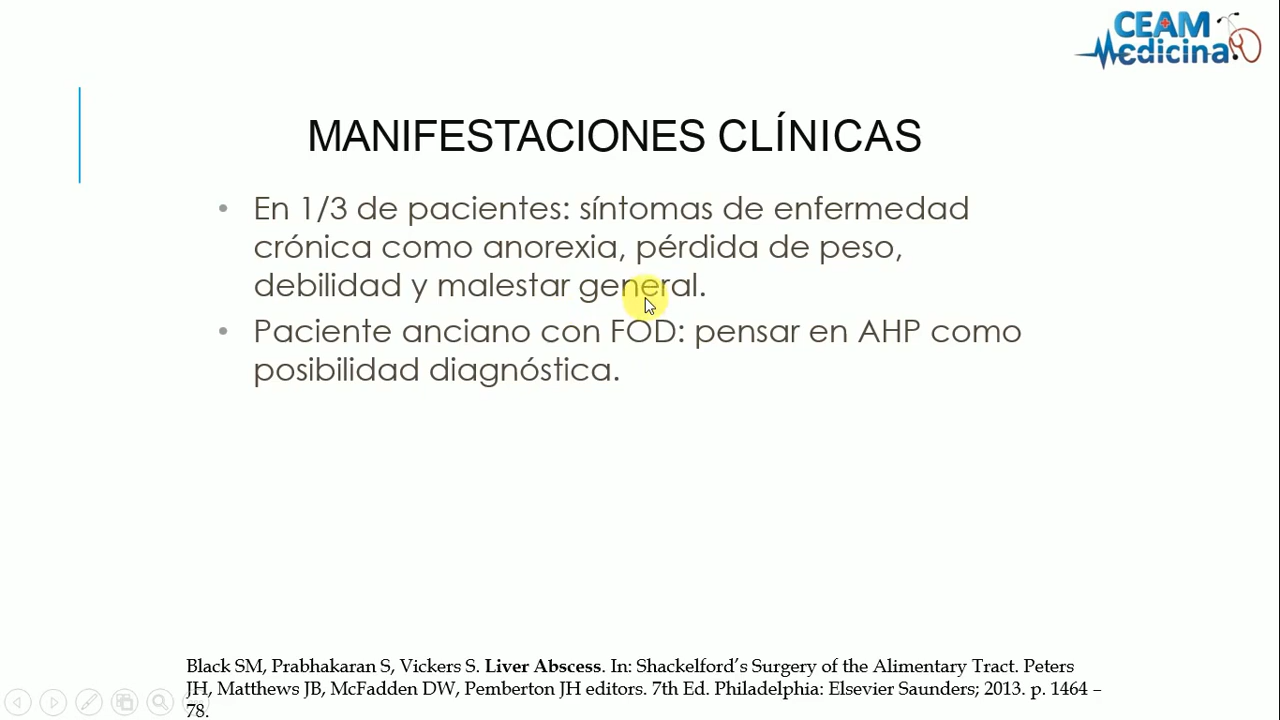 CEAM
Medicina
MANIFESTACIONES CLÍNICAS
• En 1/3 de pacientes: síntomas de enfermedad
crónica como anorexia, pérdida de peso,
debilidad y malestar general.
• Paciente anciano con FOD: pensar en AHP como
posibilidad diagnóstica.
Black SM, Prabhakaran S, Vickers S. Liver Abscess. In: Shackelford’s Surgery of the Alimentary Tract. Peters
JH, Matthews JB, McFadden DW, Pemberton JH editors. 7th Ed. Philadelphia: Elsevier Saunders; 2013. p. 1464 –
78.